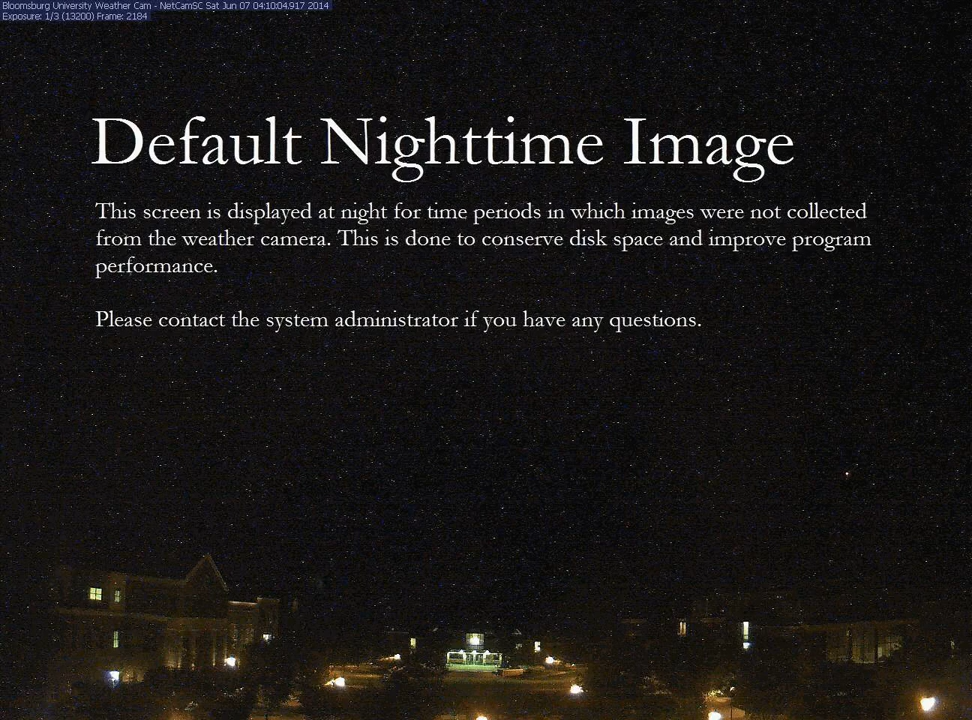 Bloomsburg University Weather Cam - NetCamSC Sat Jun 07 04:10:04.917 2014
Exposure: 1/3 (13200) Frame: 2184
Default Nighttime Image
This screen is displayed at night for time periods in which images were not collected
from the weather camera. This is done to conserve disk space and improve program
performance.
Please contact the system administrator if you have any questions.